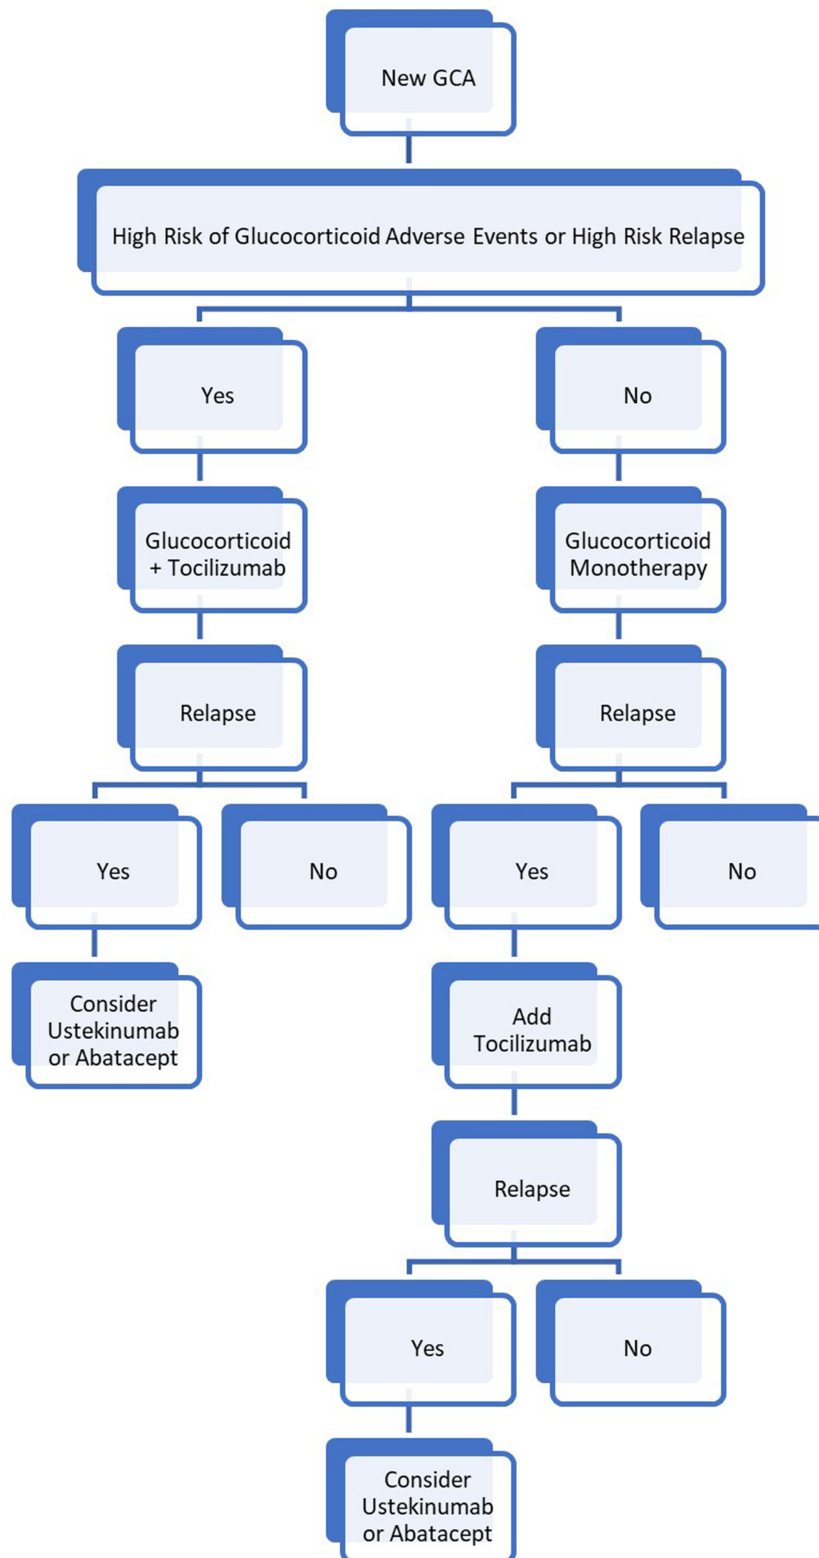 New GCA
High Risk of Glucocorticoid Adverse Events or High Risk Relapse
Yes
No
Glucocorticoid
+ Tocilizumab
Glucocorticoid
Monotherapy
Relapse
Relapse
Yes
No
Yes
No
Consider
Ustekinumab
or Abatacept
Add
Tocilizumab
Relapse
Yes
No
Consider
Ustekinumab
or Abatacept